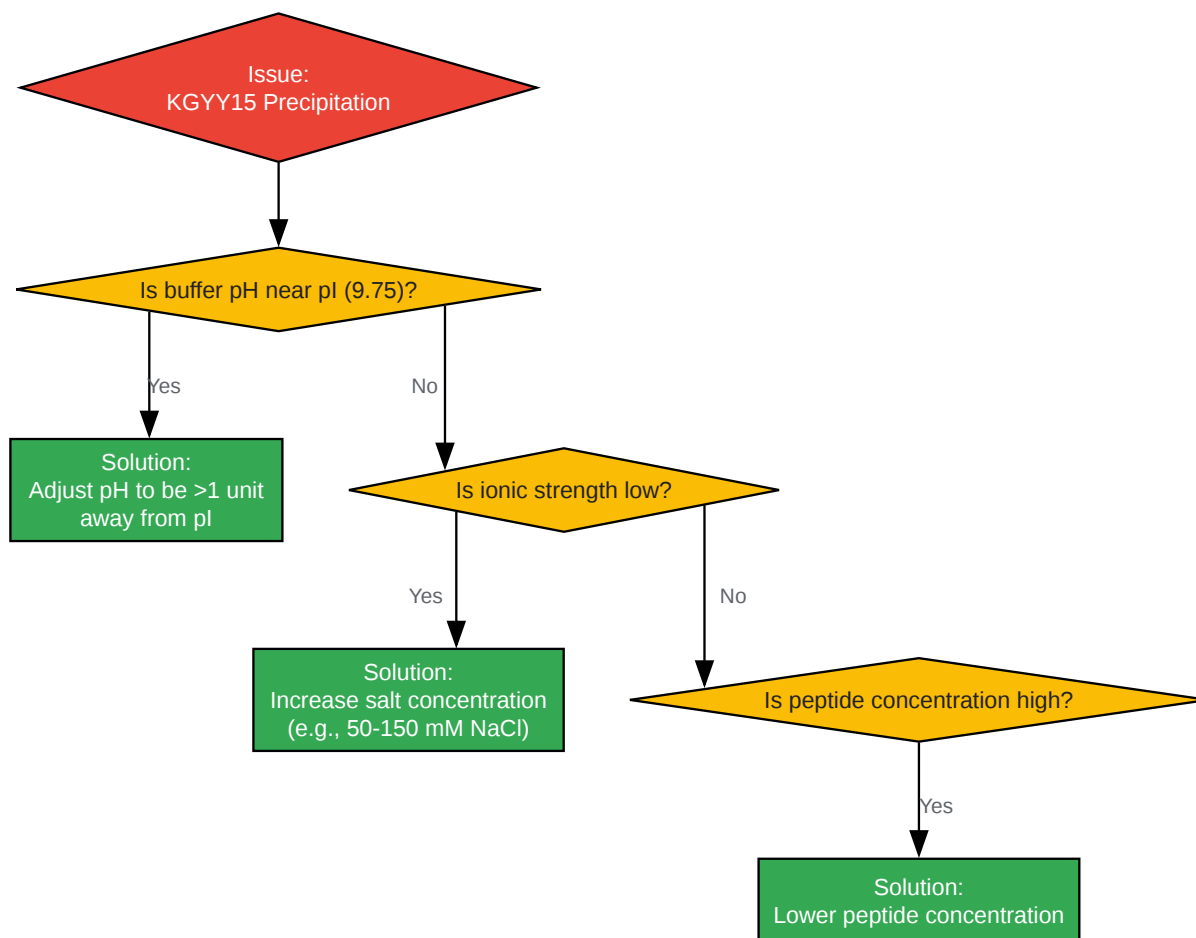 Issue:
KGYY15 Precipitation
Is buffer pH near pI (9.75)?
Yes
No
Solution:
Adjust pH to be >1 unit
away from pI
Is ionic strength low?
Yes
No
Solution:
Increase salt concentration
(e.g., 50-150 mM NaCl)
Is peptide concentration high?
Yes
Solution:
Lower peptide concentration